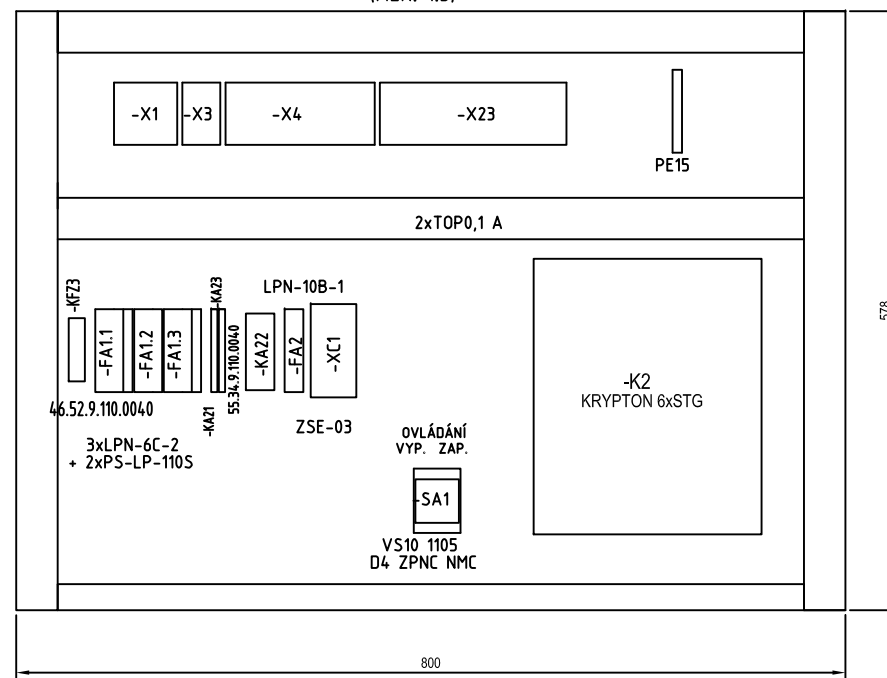 -X1
-X3
-X4
-X23
PE15
2xTOP0,1 A
-KFZ3
-FA1.1
-FA1.2
-FA1.3
-KA23
-KA21
55.34.9.110.0040
LPN-10B-1
-KA22
-FA2
-XC1
46.52.9.110.0040
3xLPN-6C-2
+ 2xPS-LP-110S
ZSE-03
OVLÁDÁNÍ
VYP. ZAP.
-SA1
VS10 1105
D4 ZPNC NMC
-K2
KRYPTON 6xSTG
578
800